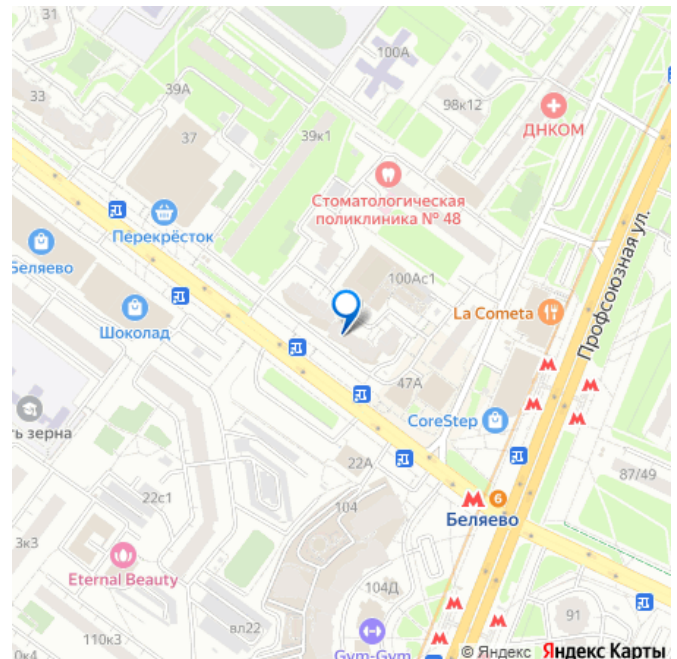 31
100А
39А
33
98к12
ДНКОМ
37
39к1
Стоматологическая
поликлиника № 48
Перекрёсток
Профсоюзная ул.
Беляево
100Ас1
La Cometa
Шоколад
47А
CoreStep
ь зерна
22А
87/49
6
22с1
104
Беляево
3к3
Eternal Beauty
104Д
91
110к3
вл22
0к4
Gym-Gym
© Яндекс Яндекс Карты